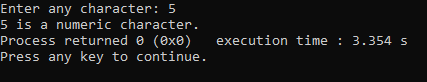 Enter any character: 5
5 is a numeric character.
Process returned 0 (0x0)   execution time : 3.354 s
Press any key to continue.